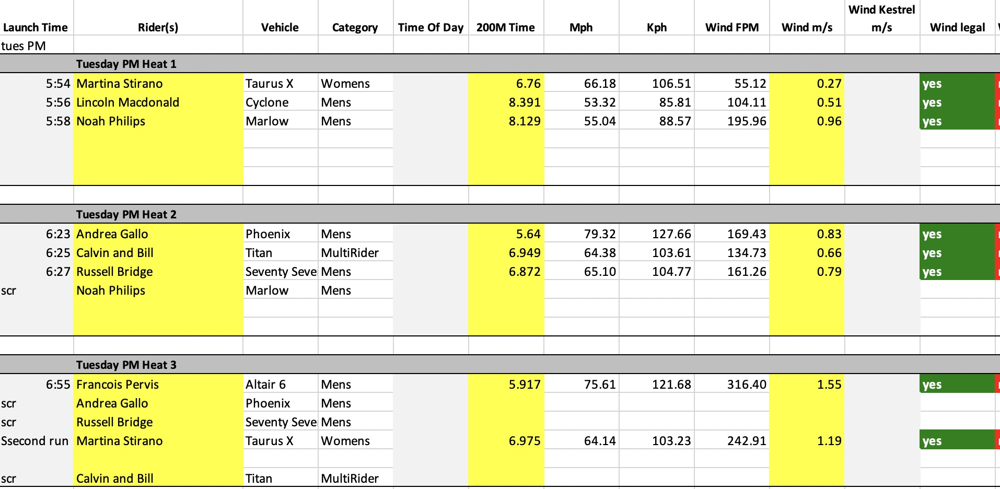 Launch Time Rider(s) Vehicle Category Time Of Day 200M Time Mph Kph Wind FPM Wind m/s Wind Kestrel m/s Wind legal
tues PM
Tuesday PM Heat 1
5:54 Martina Stirano Taurus X Womens 6.76 66.18 106.51 55.12 0.27 yes
5:56 Lincoln Macdonald Cyclone Mens 8.391 53.32 85.81 104.11 0.51 yes
5:58 Noah Philips Marlow Mens 8.129 55.04 88.57 195.96 0.96 yes
Tuesday PM Heat 2
6:23 Andrea Gallo Phoenix Mens 5.64 79.32 127.66 169.43 0.83 yes
6:25 Calvin and Bill Titan MultiRider 6.949 64.38 103.61 134.73 0.66 yes
6:27 Russell Bridge Seventy Seve Mens 6.872 65.10 104.77 161.26 0.79 yes
scr Noah Philips Marlow Mens
Tuesday PM Heat 3
6:55 Francois Pervis Altair 6 Mens 5.917 75.61 121.68 316.40 1.55 yes
scr Andrea Gallo Phoenix Mens
scr Russell Bridge Seventy Seve Mens
Ssecond run Martina Stirano Taurus X Womens 6.975 64.14 103.23 242.91 1.19 yes
scr Calvin and Bill Titan MultiRider